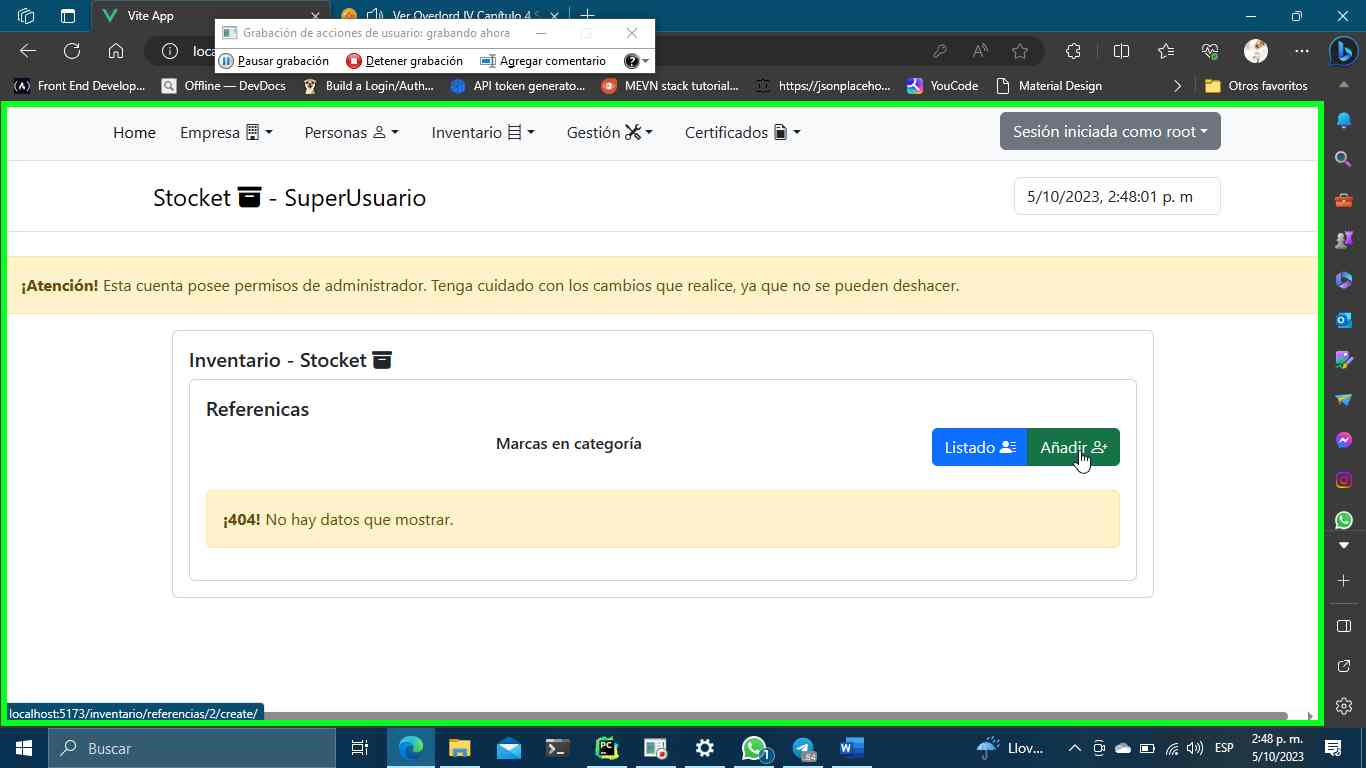 Vite App
Ver Overlord IV Capítulo 4 S
Grabación de acciones de usuario: grabando ahora
Pausar grabación
Detener grabación
Agregar comentario
?
Front End Develop...
Offline — DevDocs
Build a Login/Auth...
API token generato...
MEVN stack tutorial...
https://jsonplaceho...
YouCode
Material Design
Otros favoritos
Home
Empresa
Personas
Inventario
Gestión
Certificados
Sesión iniciada como root
Stocket - SuperUsuario
5/10/2023, 2:48:01 p. m
¡Atención! Esta cuenta posee permisos de administrador. Tenga cuidado con los cambios que realice, ya que no se pueden deshacer.
Inventario - Stocket
Referenicas
Marcas en categoría
Listado
Añadir
¡404! No hay datos que mostrar.
localhost:5173/inventario/referencias/2/create/
Buscar
Llov...
ESP
2:48 p. m.
5/10/2023